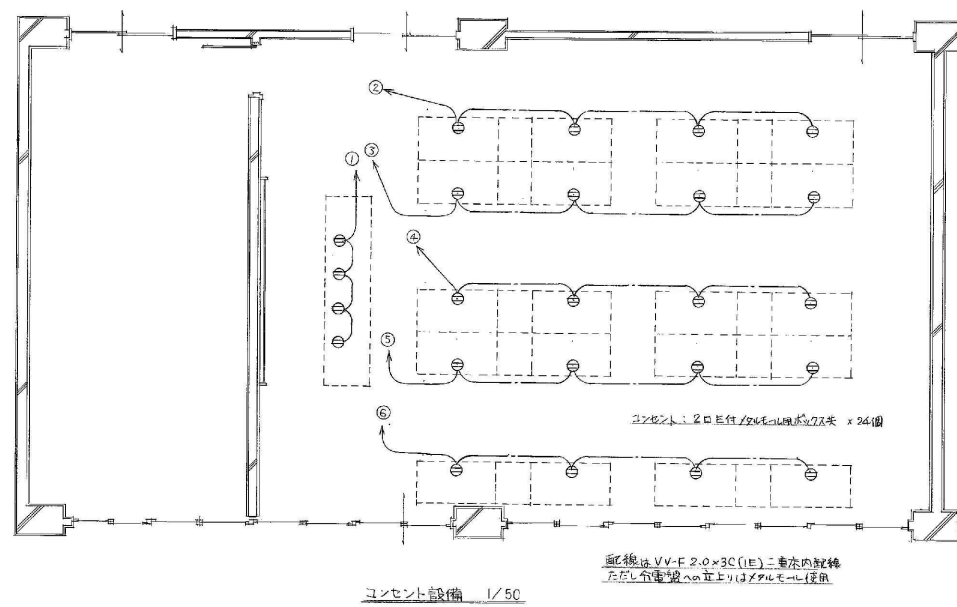 ②
③
①
④
⑤
コンセント：2口E付メタルモール用ボックス共 × 24個
⑥
配線はVV-F 2.0×3C(1E)二重床内配線
ただし分電盤への立上りはメタルモール使用
コンセント設備 1/50